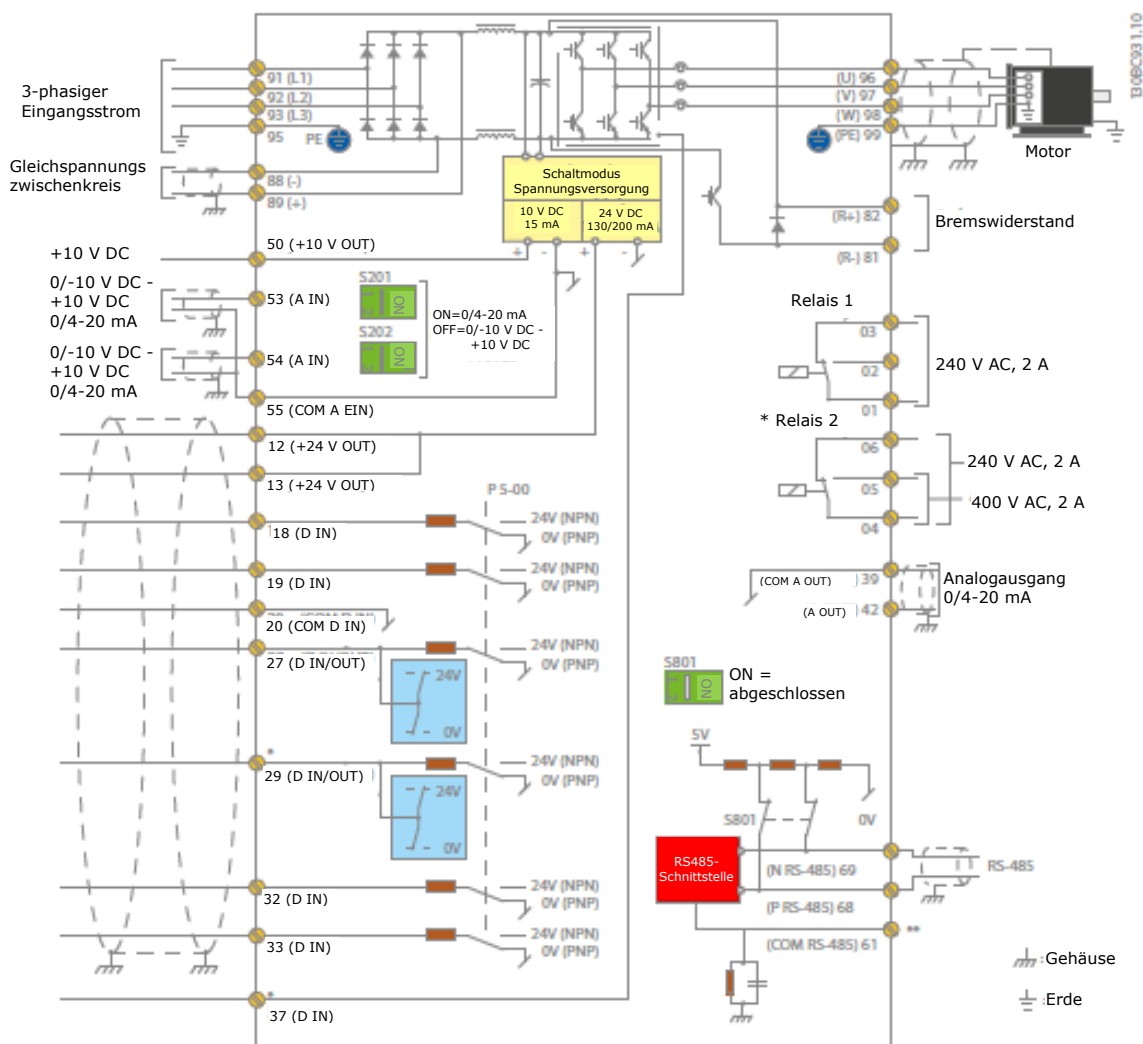 130BC931.10
3-phasiger
Eingangsstrom
91 (L1)
92 (L2)
93 (L3)
95
PE
(U) 96
(V) 97
(W) 98
(PE) 99
Motor
Gleichspannungs
zwischenkreis
88 (-)
89 (+)
Schaltmodus
Spannungsversorgung
10 V DC
15 mA
24 V DC
130/200 mA
+ - + -
(R+) 82
(R-) 81
Bremswiderstand
+10 V DC
50 (+10 V OUT)
0/-10 V DC -
+10 V DC
0/4-20 mA
53 (A IN)
S201
ON
1 2
S202
ON
1 2
ON=0/4-20 mA
OFF=0/-10 V DC -
+10 V DC
0/-10 V DC -
+10 V DC
0/4-20 mA
54 (A IN)
55 (COM A EIN)
Relais 1
03
02
01
240 V AC, 2 A
* Relais 2
06
05
04
240 V AC, 2 A
400 V AC, 2 A
12 (+24 V OUT)
13 (+24 V OUT)
P 5-00
18 (D IN)
24V (NPN)
0V (PNP)
19 (D IN)
24V (NPN)
0V (PNP)
20 (COM D IN)
27 (D IN/OUT)
24V (NPN)
0V (PNP)
24V
0V
*
29 (D IN/OUT)
24V (NPN)
0V (PNP)
24V
0V
32 (D IN)
24V (NPN)
0V (PNP)
33 (D IN)
24V (NPN)
0V (PNP)
*
37 (D IN)
(COM A OUT) 39
(A OUT) 42
Analogausgang
0/4-20 mA
S801
ON
1 2
ON =
abgeschlossen
5V
S801
0V
RS485-
Schnittstelle
(N RS-485) 69
RS-485
(P RS-485) 68
(COM RS-485) 61
**
:Gehäuse
:Erde